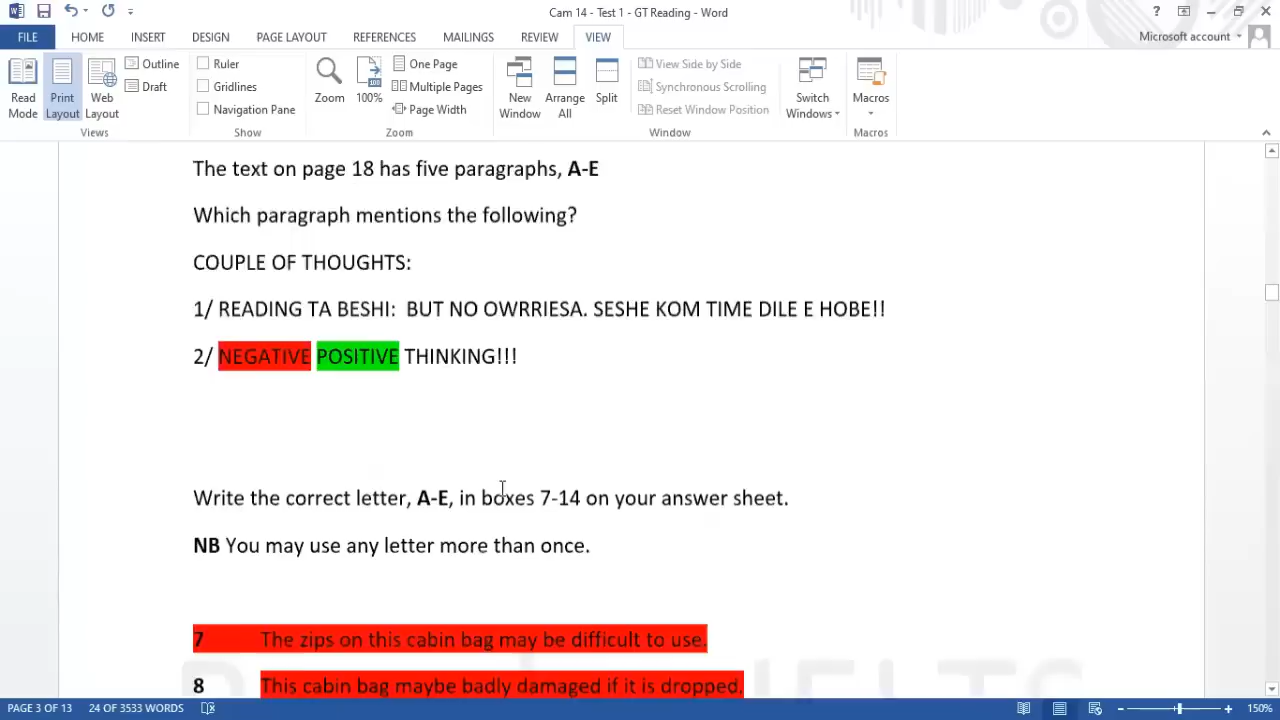 Cam 14 - Test 1 - GT Reading - Word
?
FILE HOME INSERT DESIGN PAGE LAYOUT REFERENCES MAILINGS REVIEW VIEW Microsoft account
Read Mode
Print Layout
Web Layout
Outline
Draft
Views
Ruler
Gridlines
Navigation Pane
Show
Zoom
100%
One Page
Multiple Pages
Page Width
Zoom
New Window
Arrange All
Split
View Side by Side
Synchronous Scrolling
Reset Window Position
Window
Switch Windows
Macros
Macros
The text on page 18 has five paragraphs, A-E
Which paragraph mentions the following?
COUPLE OF THOUGHTS:
1/ READING TA BESHI: BUT NO OWRRIESA. SESHE KOM TIME DILE E HOBE!!
2/ NEGATIVE POSITIVE THINKING!!!
Write the correct letter, A-E, in boxes 7-14 on your answer sheet.
NB You may use any letter more than once.
7 The zips on this cabin bag may be difficult to use.
8 This cabin bag maybe badly damaged if it is dropped.
PAGE 3 OF 13 24 OF 3533 WORDS 150%